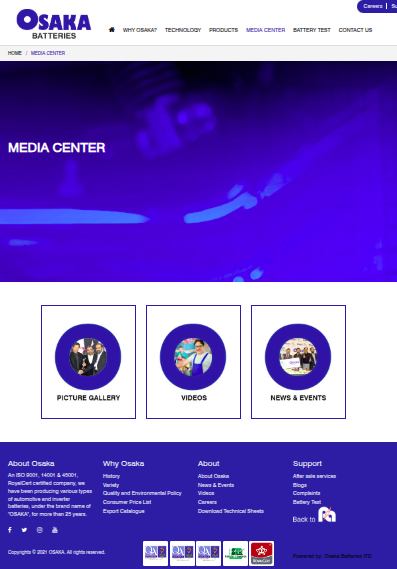 Careers
OSAKA
BATTERIES
WHY OSAKA?
TECHNOLOGY
PRODUCTS
MEDIA CENTER
BATTERY TEST
CONTACT US
HOME / MEDIA CENTER
MEDIA CENTER
PICTURE GALLERY
VIDEOS
NEWS & EVENTS
About Osaka
An ISO 9001, 14001 & 45001,
RoyalCert certified company, we
have been producing various types
of automotive and inverter
batteries, under the brand name of
"OSAKA", for more than 25 years.
Why Osaka
History
Variety
Quality and Environmental Policy
Consumer Price List
Export Catalogue
About
About Osaka
News & Events
Videos
Careers
Download Technical Sheets
Support
After sale services
Blogs
Complaints
Battery Test
Back to
Copyrights © 2021 OSAKA. All rights reserved.
Powered by: Osaka Batteries LTD